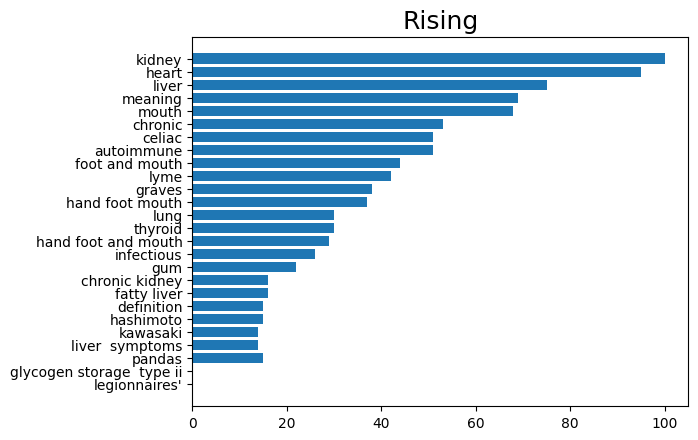 Rising
kidney
heart
liver
meaning
mouth
chronic
celiac
autoimmune
foot and mouth
lyme
graves
hand foot mouth
lung
thyroid
hand foot and mouth
infectious
gum
chronic kidney
fatty liver
definition
hashimoto
kawasaki
liver  symptoms
pandas
glycogen storage  type ii
legionnaires'
0 20 40 60 80 100